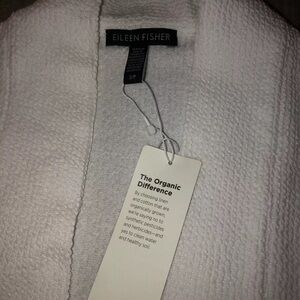 EILEEN FISHER
The Organic
Difference
By choosing linen
and cotton that are
organically grown,
we're saying no to
synthetic pesticides
and herbicides—and
yes to clean water
and healthy soil.